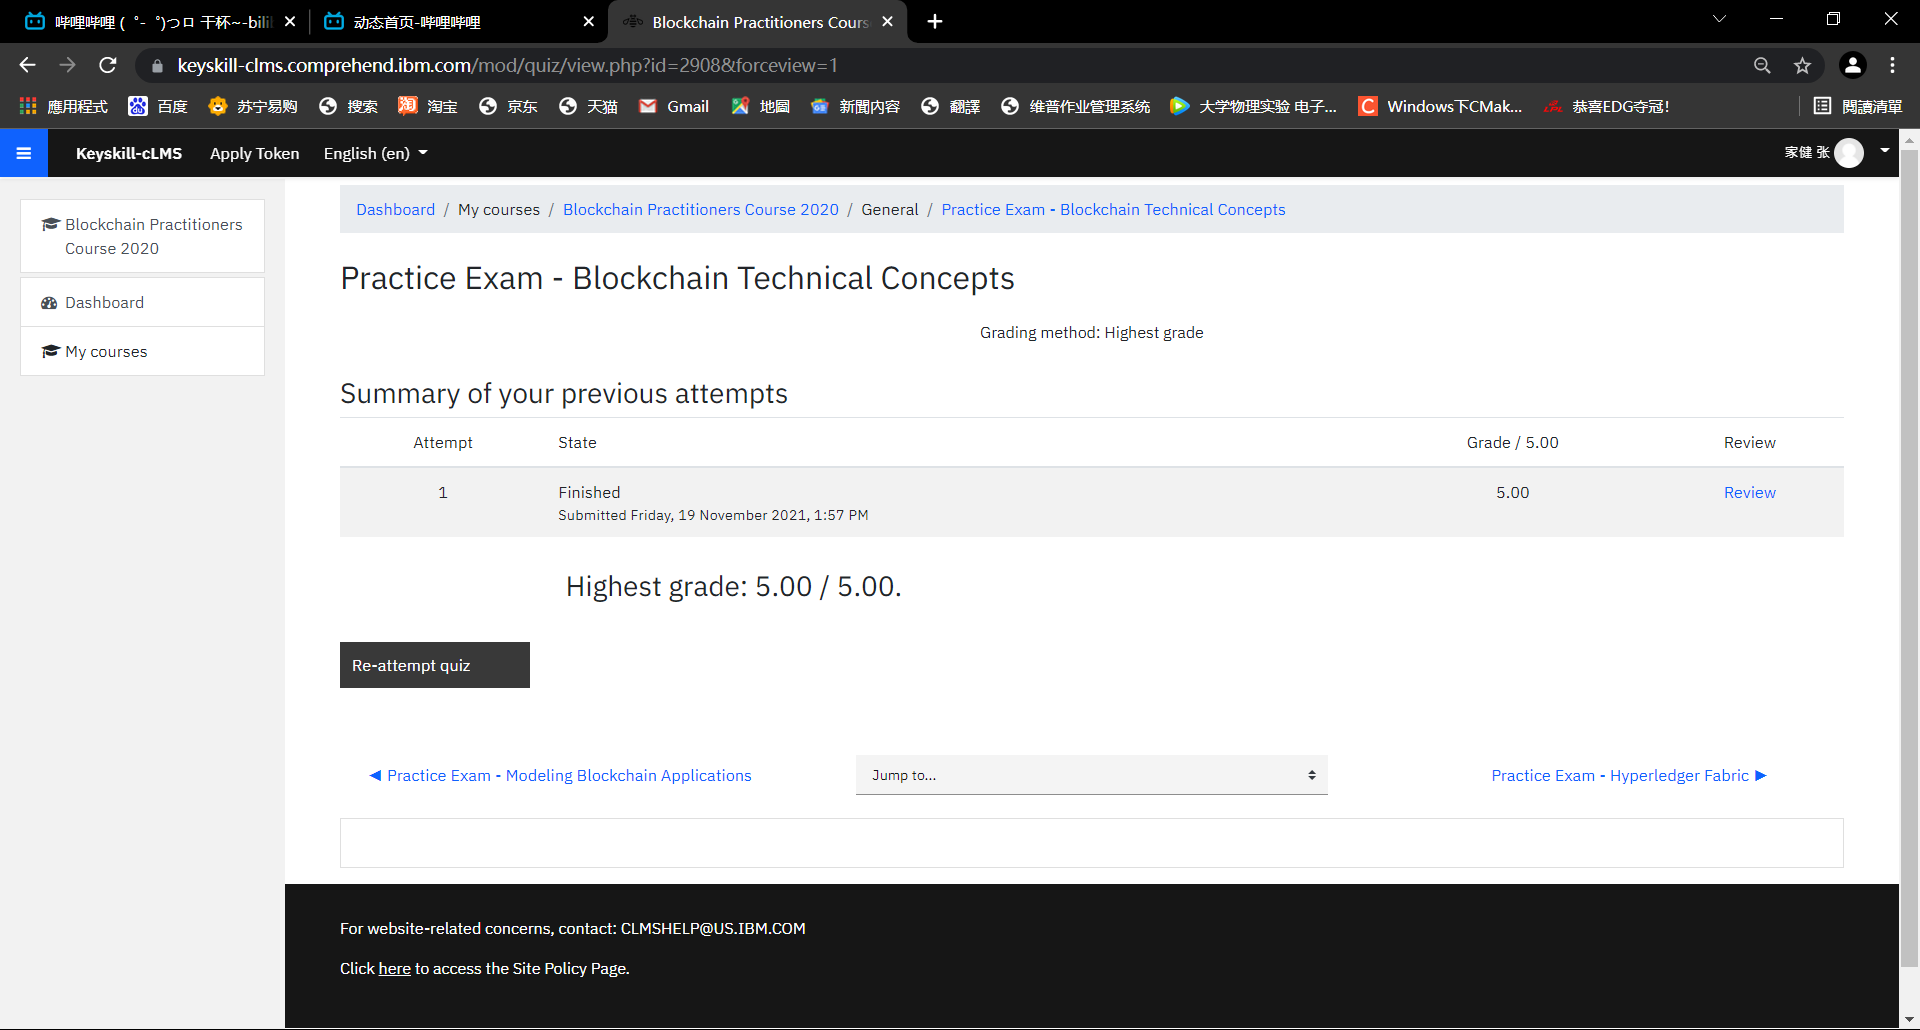 哔哩哔哩 ( ゜- ゜)つロ 干杯~-bili
动态首页-哔哩哔哩
Blockchain Practitioners Cours
keyskill-clms.comprehend.ibm.com/mod/quiz/view.php?id=2908&forceview=1
應用程式 百度 苏宁易购 搜索 淘宝 京东 天猫 Gmail 地圖 新聞內容 翻譯 维普作业管理系统 大学物理实验 电子... Windows下CMak... 恭喜EDG夺冠! 閱讀清單
Keyskill-cLMS Apply Token English (en) 家健 张
Blockchain Practitioners
Course 2020
Dashboard
My courses
Dashboard / My courses / Blockchain Practitioners Course 2020 / General / Practice Exam - Blockchain Technical Concepts
Practice Exam - Blockchain Technical Concepts
Grading method: Highest grade
Summary of your previous attempts
Attempt State Grade / 5.00 Review
1 Finished 5.00 Review
Submitted Friday, 19 November 2021, 1:57 PM
Highest grade: 5.00 / 5.00.
Re-attempt quiz
◀ Practice Exam - Modeling Blockchain Applications Jump to... Practice Exam - Hyperledger Fabric ▶
For website-related concerns, contact: CLMSHELP@US.IBM.COM
Click here to access the Site Policy Page.